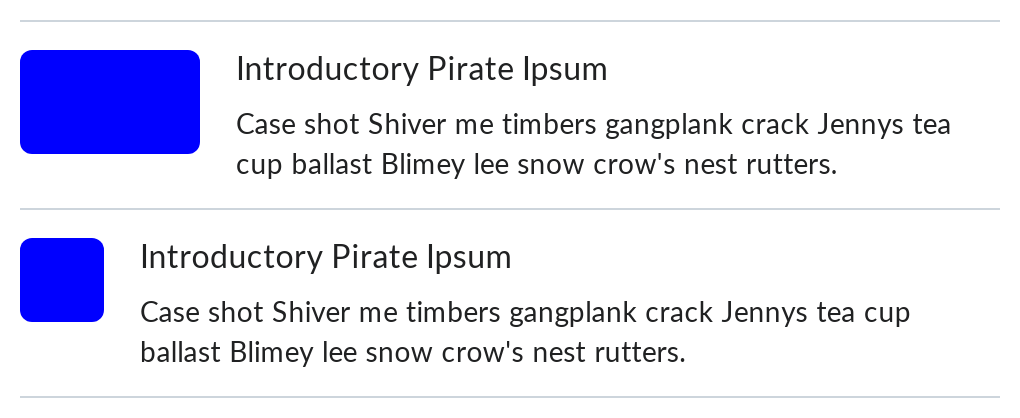 Introductory Pirate Ipsum
Case shot Shiver me timbers gangplank crack Jennys tea
cup ballast Blimey lee snow crow's nest rutters.
Introductory Pirate Ipsum
Case shot Shiver me timbers gangplank crack Jennys tea cup
ballast Blimey lee snow crow's nest rutters.